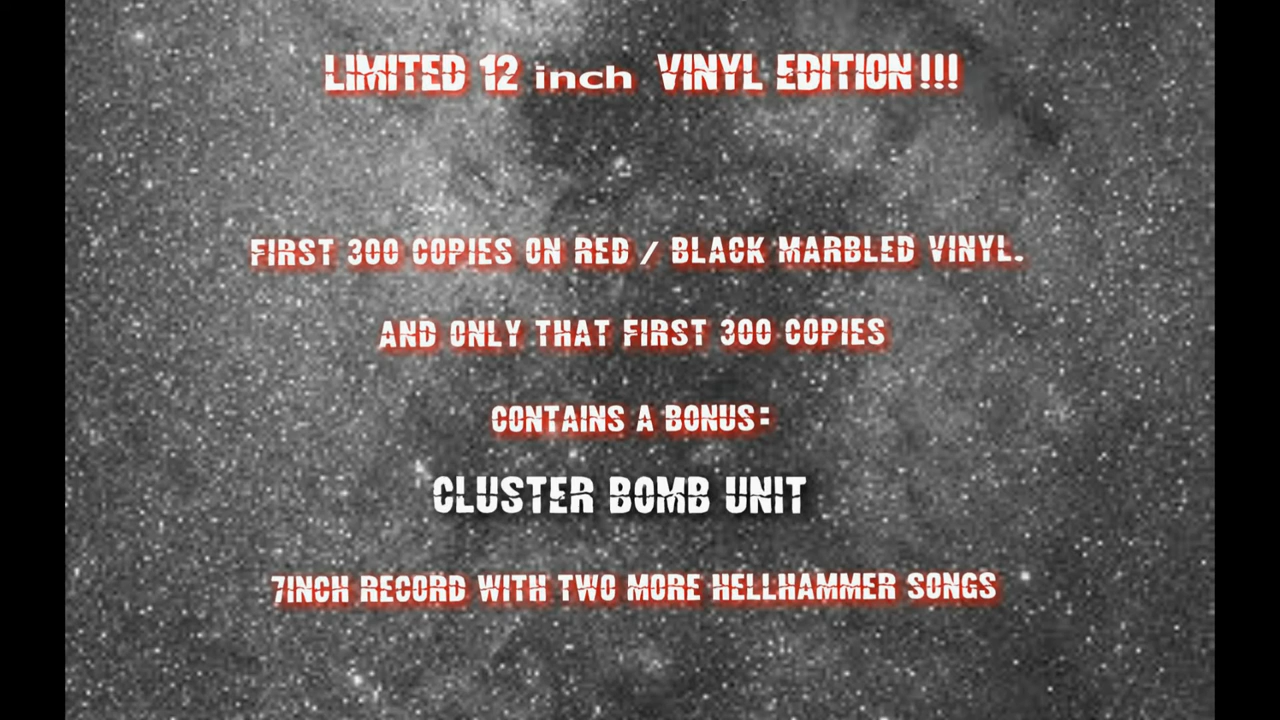 LIMITED 12 inch VINYL EDITION!!!
FIRST 300 COPIES ON RED / BLACK MARBLED VINYL.
AND ONLY THAT FIRST 300 COPIES
CONTAINS A BONUS:
CLUSTER BOMB UNIT
7INCH RECORD WITH TWO MORE HELLHAMMER SONGS